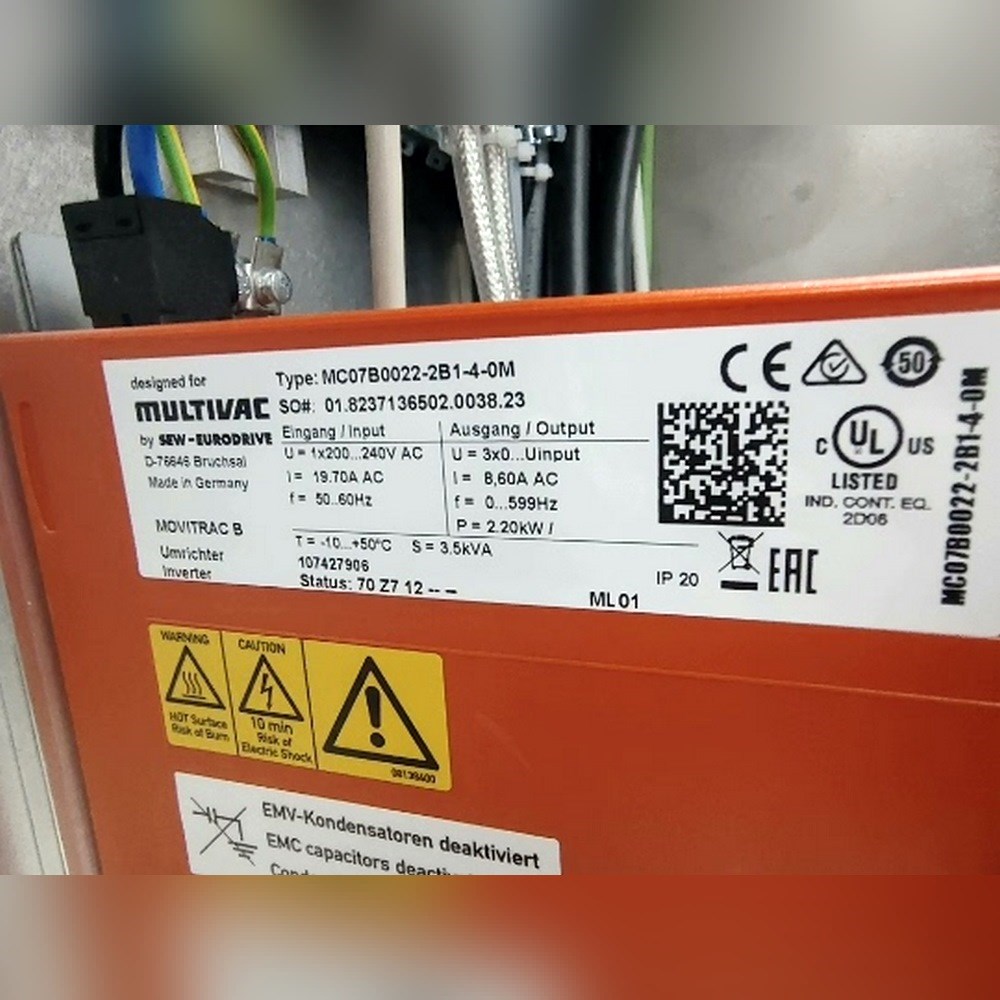 designed for
MULTIVAC
by SEW-EURODRIVE
D-76646 Bruchsal
Made in Germany
MOVITRAC B
Umrichter
Inverter
Type: MC07B0022-2B1-4-0M
SO#: 01.8237136502.0038.23
Eingang / Input
U = 1x200...240V AC
I = 19.70A AC
f = 50..60Hz
Ausgang / Output
U = 3x0...Uinput
I = 8,60A AC
f = 0...599Hz
P = 2.20kW /
T = -10...+50°C S = 3.5kVA
107427906
Status: 70 Z7 12 -- --
ML 01
IP 20
CE
50
C UL US
LISTED
IND. CONT. EQ.
2D06
EAC
MC07B0022-2B1-4-0M
WARNING
HOT Surface
Risk of Burn
CAUTION
10 min
Risk of
Electric Shock
08138400
EMV-Kondensatoren deaktiviert
EMC capacitors